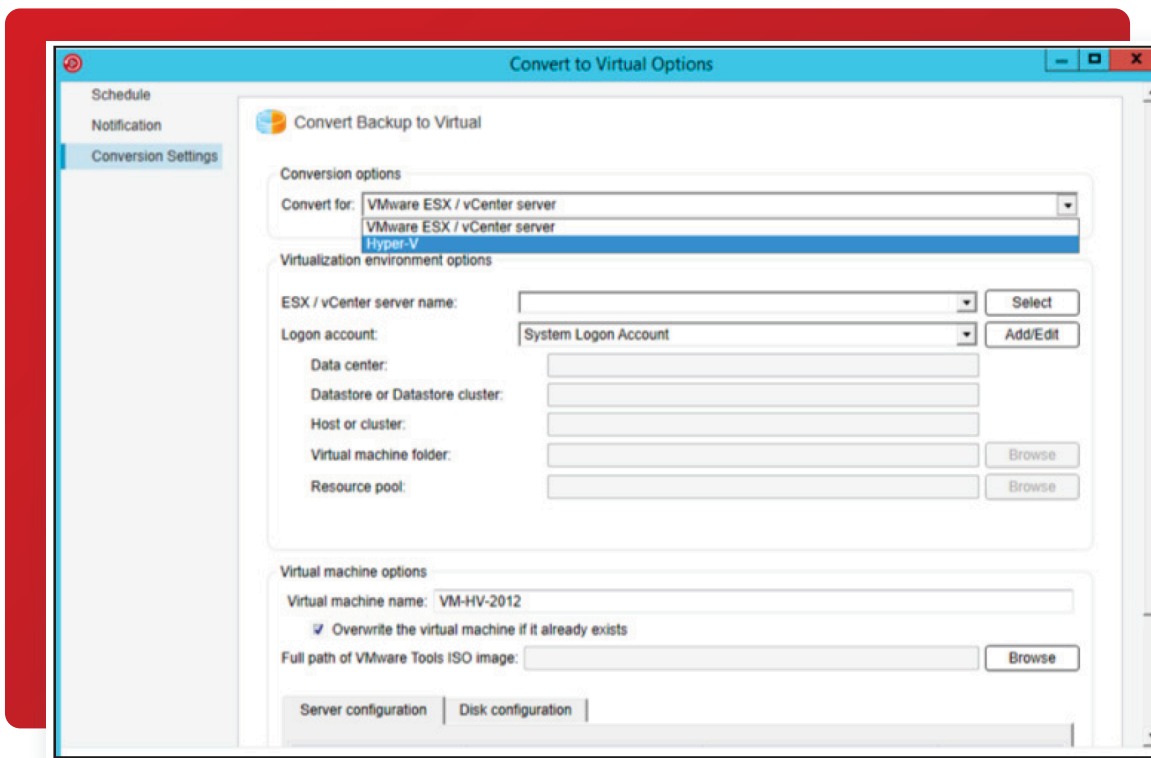 Convert to Virtual Options
Schedule
Notification
Conversion Settings
Convert Backup to Virtual
Conversion options
Convert for: VMware ESX / vCenter server
VMware ESX / vCenter server
Hyper-V
Virtualization environment options
ESX / vCenter server name: Select
Logon account: System Logon Account Add/Edit
Data center:
Datastore or Datastore cluster:
Host or cluster:
Virtual machine folder: Browse
Resource pool: Browse
Virtual machine options
Virtual machine name: VM-HV-2012
Overwrite the virtual machine if it already exists
Full path of VMware Tools ISO image: Browse
Server configuration Disk configuration